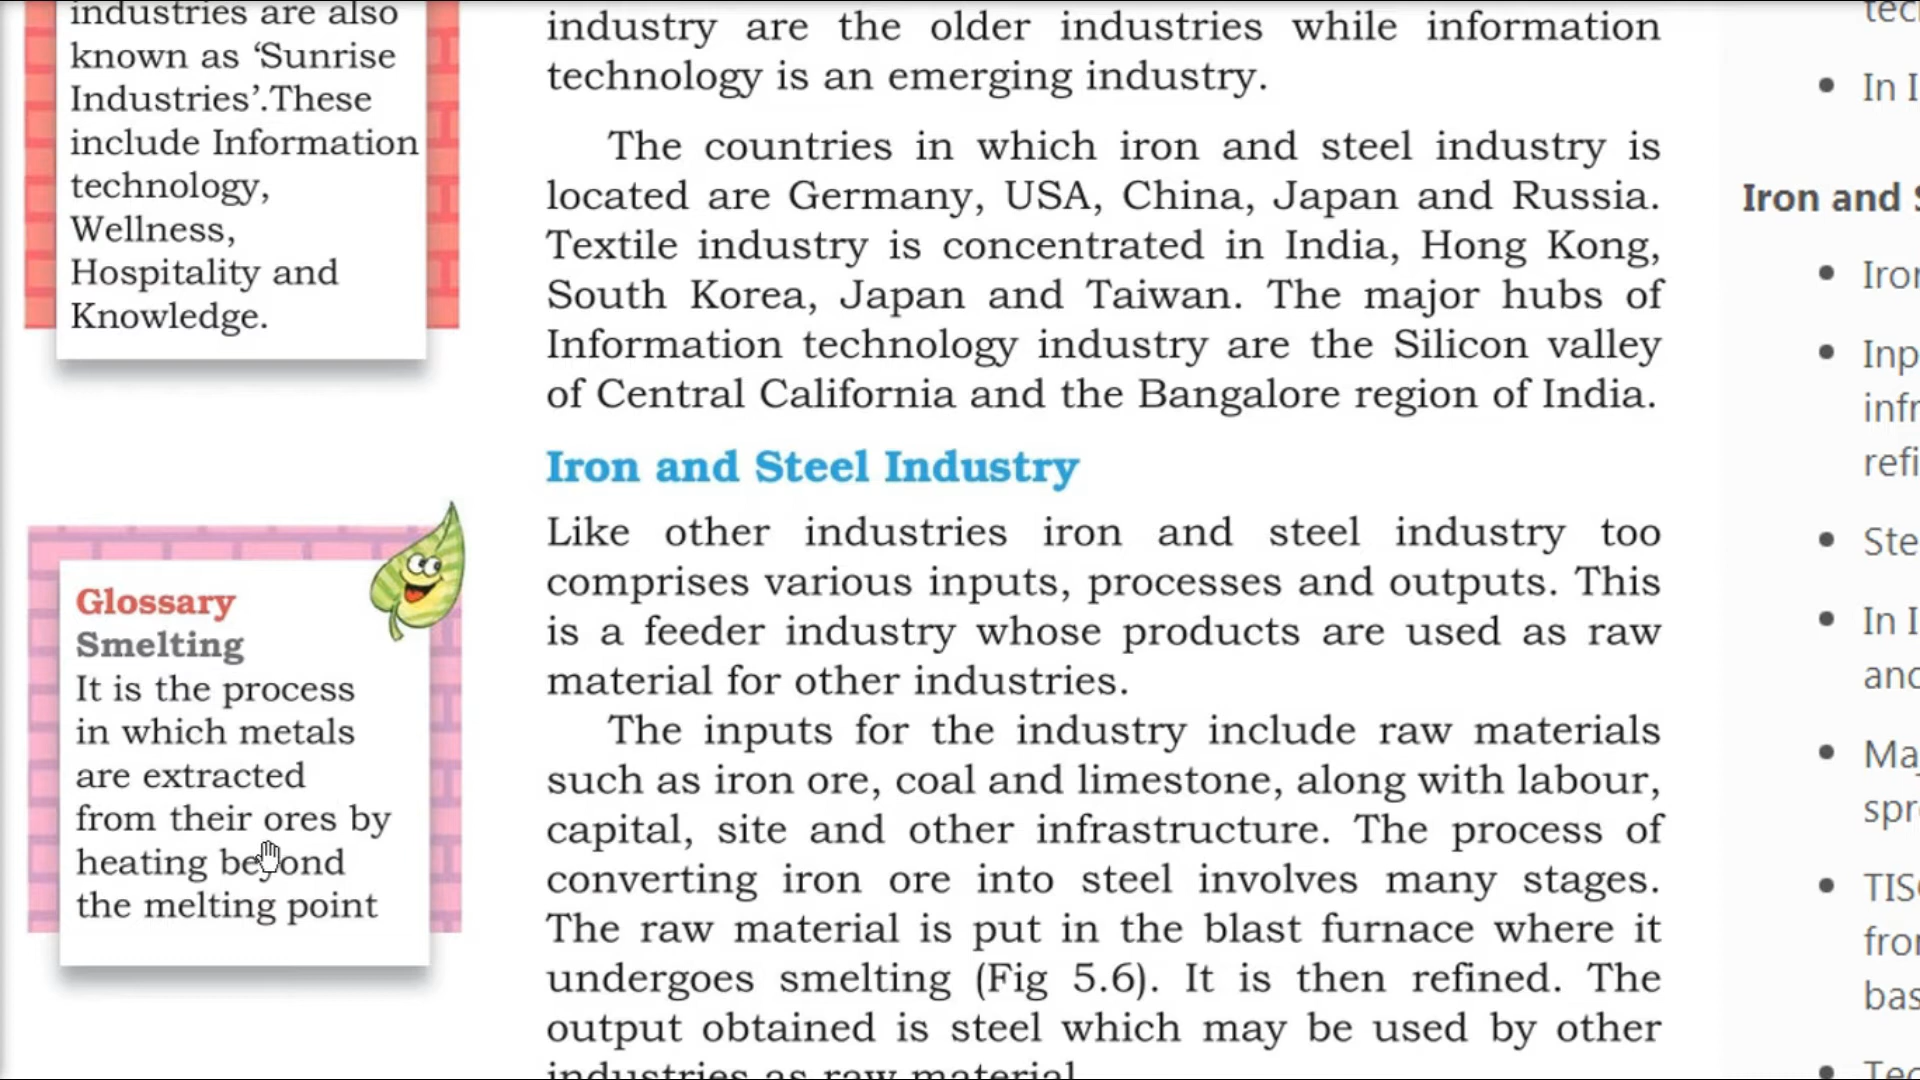 industries are also
known as ‘Sunrise
Industries’.These
include Information
technology,
Wellness,
Hospitality and
Knowledge.
Glossary
Smelting
It is the process
in which metals
are extracted
from their ores by
heating beyond
the melting point
industry are the older industries while information
technology is an emerging industry.
The countries in which iron and steel industry is
located are Germany, USA, China, Japan and Russia.
Textile industry is concentrated in India, Hong Kong,
South Korea, Japan and Taiwan. The major hubs of
Information technology industry are the Silicon valley
of Central California and the Bangalore region of India.
Iron and Steel Industry
Like other industries iron and steel industry too
comprises various inputs, processes and outputs. This
is a feeder industry whose products are used as raw
material for other industries.
The inputs for the industry include raw materials
such as iron ore, coal and limestone, along with labour,
capital, site and other infrastructure. The process of
converting iron ore into steel involves many stages.
The raw material is put in the blast furnace where it
undergoes smelting (Fig 5.6). It is then refined. The
output obtained is steel which may be used by other
industries as raw material.
In
Iron and